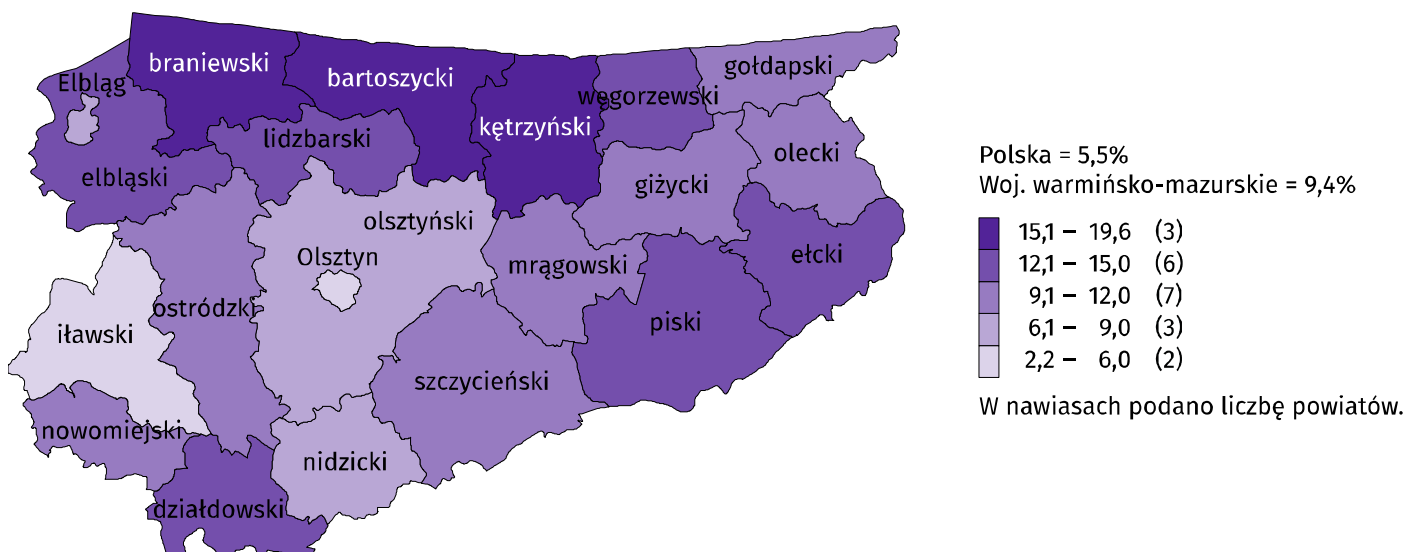 braniewski
bartoszycki
gołdapski
Elbląg
węgorzewski
kętrzyński
lidzbarski
olecki
elbląski
giżycki
olsztyński
ełcki
Olsztyn
mrągowski
ostródzki
piski
iławski
szczycieński
nowomiejski
nidzicki
działdowski
Polska = 5,5%
Woj. warmińsko-mazurskie = 9,4%
15,1 – 19,6 (3)
12,1 – 15,0 (6)
9,1 – 12,0 (7)
6,1 – 9,0 (3)
2,2 – 6,0 (2)
W nawiasach podano liczbę powiatów.